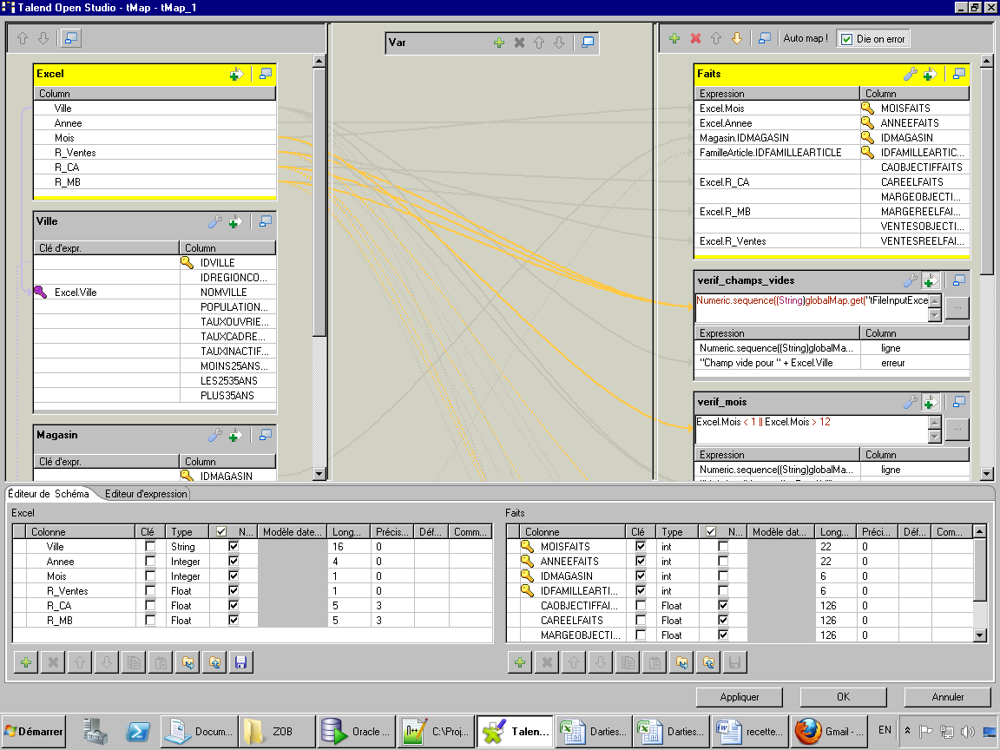 Talend Open Studio - tMap - tMap_1
Var
Auto map !
Die on error
Excel
Column
Ville
Annee
Mois
R_Ventes
R_CA
R_MB
Ville
Clé d'expr. Column
IDVILLE
IDREGIONCO...
Excel.Ville NOMVILLE
POPULATION...
TAUXOUVRIE...
TAUXCADRE...
TAUXINACTIF...
MOINS25ANS...
LES2535ANS
PLUS35ANS
Magasin
Clé d'expr. Column
IDMAGASIN
Faits
Expression Column
Excel.Mois MOISFAITS
Excel.Annee ANNEEFAITS
Magasin.IDMAGASIN IDMAGASIN
FamilleArticle.IDFAMILLEARTICLE IDFAMILLEARTIC...
CAOBJECTIFFAITS
Excel.R_CA CAREELFAITS
MARGEOBJECTI...
Excel.R_MB MARGEREELFAI...
VENTESOBJECTI...
Excel.R_Ventes VENTESREELFAI...
verif_champs_vides
Numeric.sequence((String)globalMap.get("tFileInputExce
...
Expression Column
Numeric.sequence((String)globalMa... ligne
"Champ vide pour " + Excel.Ville erreur
verif_mois
Excel.Mois < 1 || Excel.Mois > 12
...
Expression Column
Numeric.sequence((String)globalMa... ligne
Éditeur de Schéma Editeur d'expression
Excel
Colonne Clé Type N... Modèle date... Long... Précis... Déf... Comm...
Ville String 16 0
Annee Integer 4 0
Mois Integer 1 0
R_Ventes Float 1 0
R_CA Float 5 3
R_MB Float 5 3
Faits
Colonne Clé Type N... Modèle dat... Long... Préci... Déf... Com...
MOISFAITS int 22 0
ANNEEFAITS int 22 0
IDMAGASIN int 6 0
IDFAMILLEARTI... int 6 0
CAOBJECTIFFAI... Float 126 0
CAREELFAITS Float 126 0
MARGEOBJECTI... Float 126 0
Appliquer OK Annuler
Démarrer Docum... ZOB Oracle ... C:\Proj... Talen... Darties... Darties... recette... Gmail - ... EN